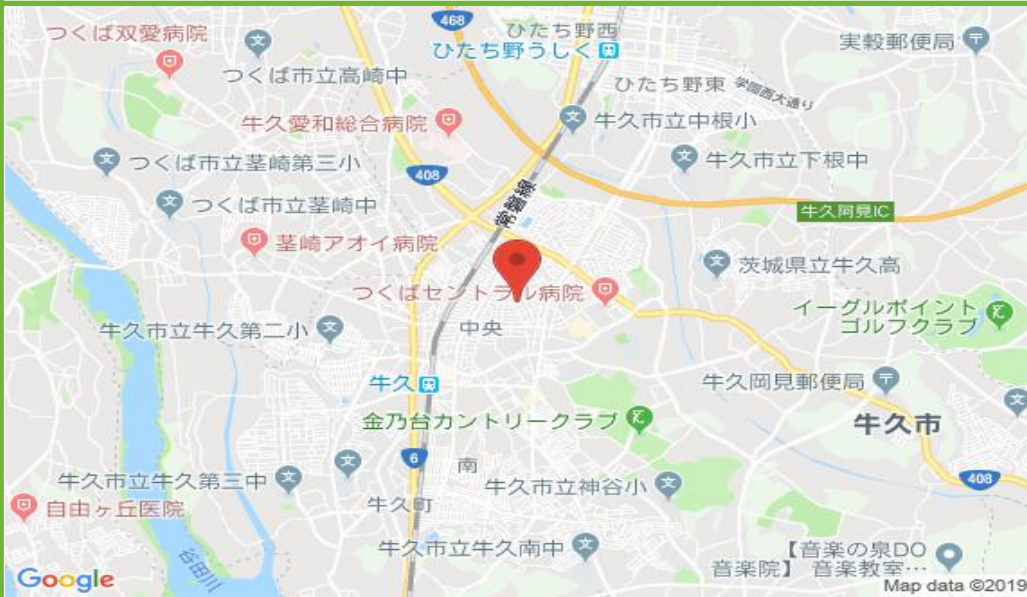 468
つくば双愛病院
ひたち野西
ひたち野うしく
実穀郵便局
つくば市立高崎中
ひたち野東
学園西大通り
牛久愛和総合病院
牛久市立中根小
つくば市立茎崎第三小
牛久市立下根中
408
つくば市立茎崎中
常磐線
牛久阿見IC
茎崎アオイ病院
茨城県立牛久高
つくばセントラル病院
イーグルポイント
ゴルフクラブ
牛久市立牛久第二小
中央
牛久
牛久岡見郵便局
金乃台カントリークラブ
牛久市
6
南
牛久市立牛久第三中
牛久市立神谷小
408
自由ヶ丘医院
牛久町
牛久市立牛久南中
谷田川
【音楽の泉DO
音楽院】 音楽教室…
Google
Map data ©2019